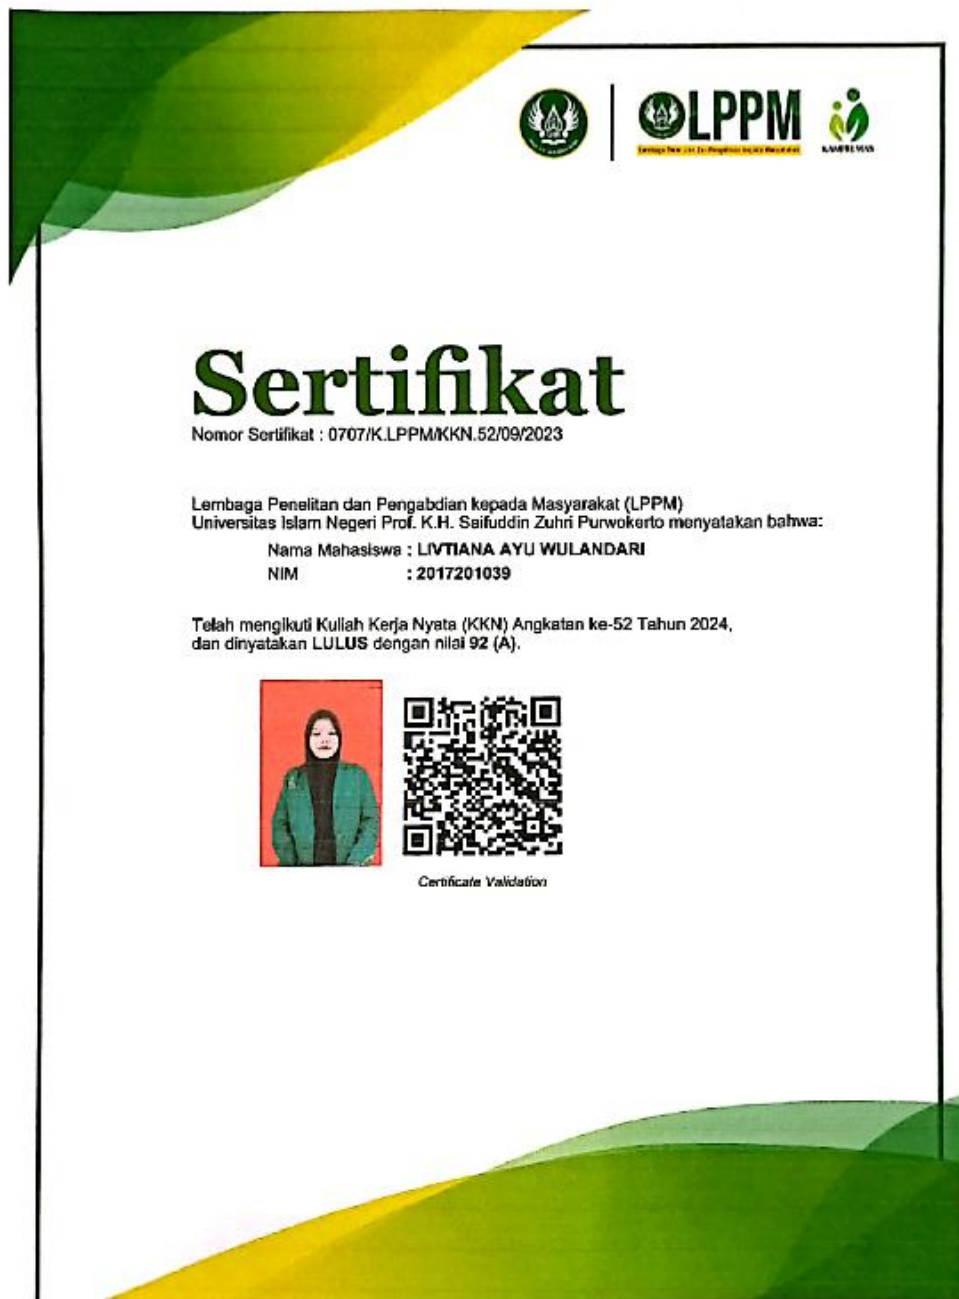 LPPM
KAMPELMAS
Sertifikat
Nomor Sertifikat : 0707/K.LPPM/KKN.52/09/2023
Lembaga Penelitan dan Pengabdian kepada Masyarakat (LPPM)
Universitas Islam Negeri Prof. K.H. Saifuddin Zuhri Purwokerto menyatakan bahwa:
Nama Mahasiswa : LIVTIANA AYU WULANDARI
NIM : 2017201039
Telah mengikuti Kuliah Kerja Nyata (KKN) Angkatan ke-52 Tahun 2024,
dan dinyatakan LULUS dengan nilai 92 (A).
Certificate Validation